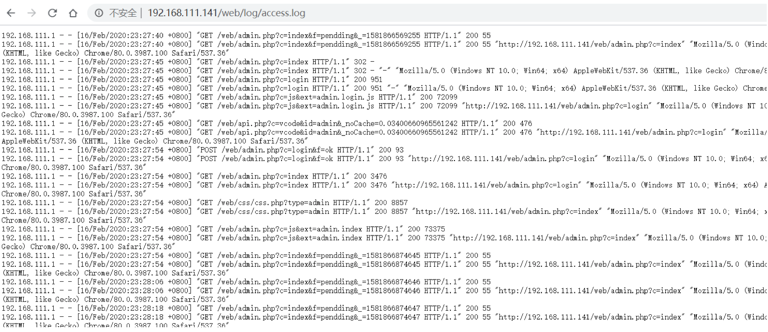 不安全 | 192.168.111.141/web/log/access.log
192.168.111.1 - - [16/Feb/2020:23:27:40 +0800] "GET /web/admin.php?c=index&f=pendding&_=1581866569255 HTTP/1.1" 200 55
192.168.111.1 - - [16/Feb/2020:23:27:40 +0800] "GET /web/admin.php?c=index&f=pendding&_=1581866569255 HTTP/1.1" 200 55 "http://192.168.111.141/web/admin.php?c=index" "Mozilla/5.0 (Windows
(KHTML, like Gecko) Chrome/80.0.3987.100 Safari/537.36"
192.168.111.1 - - [16/Feb/2020:23:27:45 +0800] "GET /web/admin.php?c=index HTTP/1.1" 302 -
192.168.111.1 - - [16/Feb/2020:23:27:45 +0800] "GET /web/admin.php?c=index HTTP/1.1" 302 - "-" "Mozilla/5.0 (Windows NT 10.0; Win64; x64) AppleWebKit/537.36 (KHTML, like Gecko) Chrome/8
192.168.111.1 - - [16/Feb/2020:23:27:45 +0800] "GET /web/admin.php?c=login HTTP/1.1" 200 951
192.168.111.1 - - [16/Feb/2020:23:27:45 +0800] "GET /web/admin.php?c=login HTTP/1.1" 200 951 "-" "Mozilla/5.0 (Windows NT 10.0; Win64; x64) AppleWebKit/537.36 (KHTML, like Gecko) Chrome
192.168.111.1 - - [16/Feb/2020:23:27:45 +0800] "GET /web/admin.php?c=js&ext=admin.login.js HTTP/1.1" 200 72099
192.168.111.1 - - [16/Feb/2020:23:27:45 +0800] "GET /web/admin.php?c=js&ext=admin.login.js HTTP/1.1" 200 72099 "http://192.168.111.141/web/admin.php?c=login" "Mozilla/5.0 (Windows NT 10
Gecko) Chrome/80.0.3987.100 Safari/537.36"
192.168.111.1 - - [16/Feb/2020:23:27:45 +0800] "GET /web/api.php?c=vcode&id=admin&_noCache=0.03400660965561242 HTTP/1.1" 200 476
192.168.111.1 - - [16/Feb/2020:23:27:45 +0800] "GET /web/api.php?c=vcode&id=admin&_noCache=0.03400660965561242 HTTP/1.1" 200 476 "http://192.168.111.141/web/admin.php?c=login" "Mozilla/
AppleWebKit/537.36 (KHTML, like Gecko) Chrome/80.0.3987.100 Safari/537.36"
192.168.111.1 - - [16/Feb/2020:23:27:54 +0800] "POST /web/admin.php?c=login&f=ok HTTP/1.1" 200 93
192.168.111.1 - - [16/Feb/2020:23:27:54 +0800] "POST /web/admin.php?c=login&f=ok HTTP/1.1" 200 93 "http://192.168.111.141/web/admin.php?c=login" "Mozilla/5.0 (Windows NT 10.0; Win64; x6
Chrome/80.0.3987.100 Safari/537.36"
192.168.111.1 - - [16/Feb/2020:23:27:54 +0800] "GET /web/admin.php?c=index HTTP/1.1" 200 3476
192.168.111.1 - - [16/Feb/2020:23:27:54 +0800] "GET /web/admin.php?c=index HTTP/1.1" 200 3476 "http://192.168.111.141/web/admin.php?c=login" "Mozilla/5.0 (Windows NT 10.0; Win64; x64) A
Chrome/80.0.3987.100 Safari/537.36"
192.168.111.1 - - [16/Feb/2020:23:27:54 +0800] "GET /web/css/css.php?type=admin HTTP/1.1" 200 8857
192.168.111.1 - - [16/Feb/2020:23:27:54 +0800] "GET /web/css/css.php?type=admin HTTP/1.1" 200 8857 "http://192.168.111.141/web/admin.php?c=index" "Mozilla/5.0 (Windows NT 10.0; Win64; x
Chrome/80.0.3987.100 Safari/537.36"
192.168.111.1 - - [16/Feb/2020:23:27:54 +0800] "GET /web/admin.php?c=js&ext=admin.index HTTP/1.1" 200 73375
192.168.111.1 - - [16/Feb/2020:23:27:54 +0800] "GET /web/admin.php?c=js&ext=admin.index HTTP/1.1" 200 73375 "http://192.168.111.141/web/admin.php?c=index" "Mozilla/5.0 (Windows NT 10.0;
Gecko) Chrome/80.0.3987.100 Safari/537.36"
192.168.111.1 - - [16/Feb/2020:23:27:54 +0800] "GET /web/admin.php?c=index&f=pendding&_=1581866874645 HTTP/1.1" 200 55
192.168.111.1 - - [16/Feb/2020:23:27:54 +0800] "GET /web/admin.php?c=index&f=pendding&_=1581866874645 HTTP/1.1" 200 55 "http://192.168.111.141/web/admin.php?c=index" "Mozilla/5.0 (Windows
(KHTML, like Gecko) Chrome/80.0.3987.100 Safari/537.36"
192.168.111.1 - - [16/Feb/2020:23:28:06 +0800] "GET /web/admin.php?c=index&f=pendding&_=1581866874646 HTTP/1.1" 200 55
192.168.111.1 - - [16/Feb/2020:23:28:06 +0800] "GET /web/admin.php?c=index&f=pendding&_=1581866874646 HTTP/1.1" 200 55 "http://192.168.111.141/web/admin.php?c=index" "Mozilla/5.0 (Windows
(KHTML, like Gecko) Chrome/80.0.3987.100 Safari/537.36"
192.168.111.1 - - [16/Feb/2020:23:28:18 +0800] "GET /web/admin.php?c=index&f=pendding&_=1581866874647 HTTP/1.1" 200 55
192.168.111.1 - - [16/Feb/2020:23:28:18 +0800] "GET /web/admin.php?c=index&f=pendding&_=1581866874647 HTTP/1.1" 200 55 "http://192.168.111.141/web/admin.php?c=index" "Mozilla/5.0 (Windows
(KHTML, like Gecko) Chrome/80.0.3987.100 Safari/537.36"